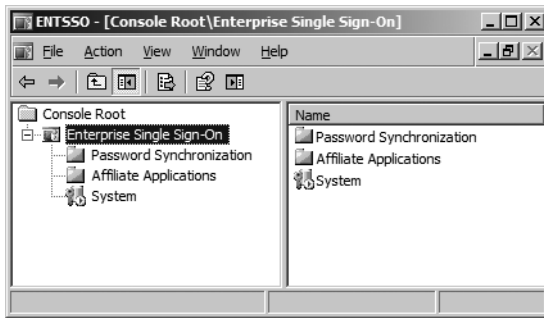 ENTSSO - [Console Root\Enterprise Single Sign-On]
File Action View Window Help
Console Root
Enterprise Single Sign-On
Password Synchronization
Affiliate Applications
System
Name
Password Synchronization
Affiliate Applications
System